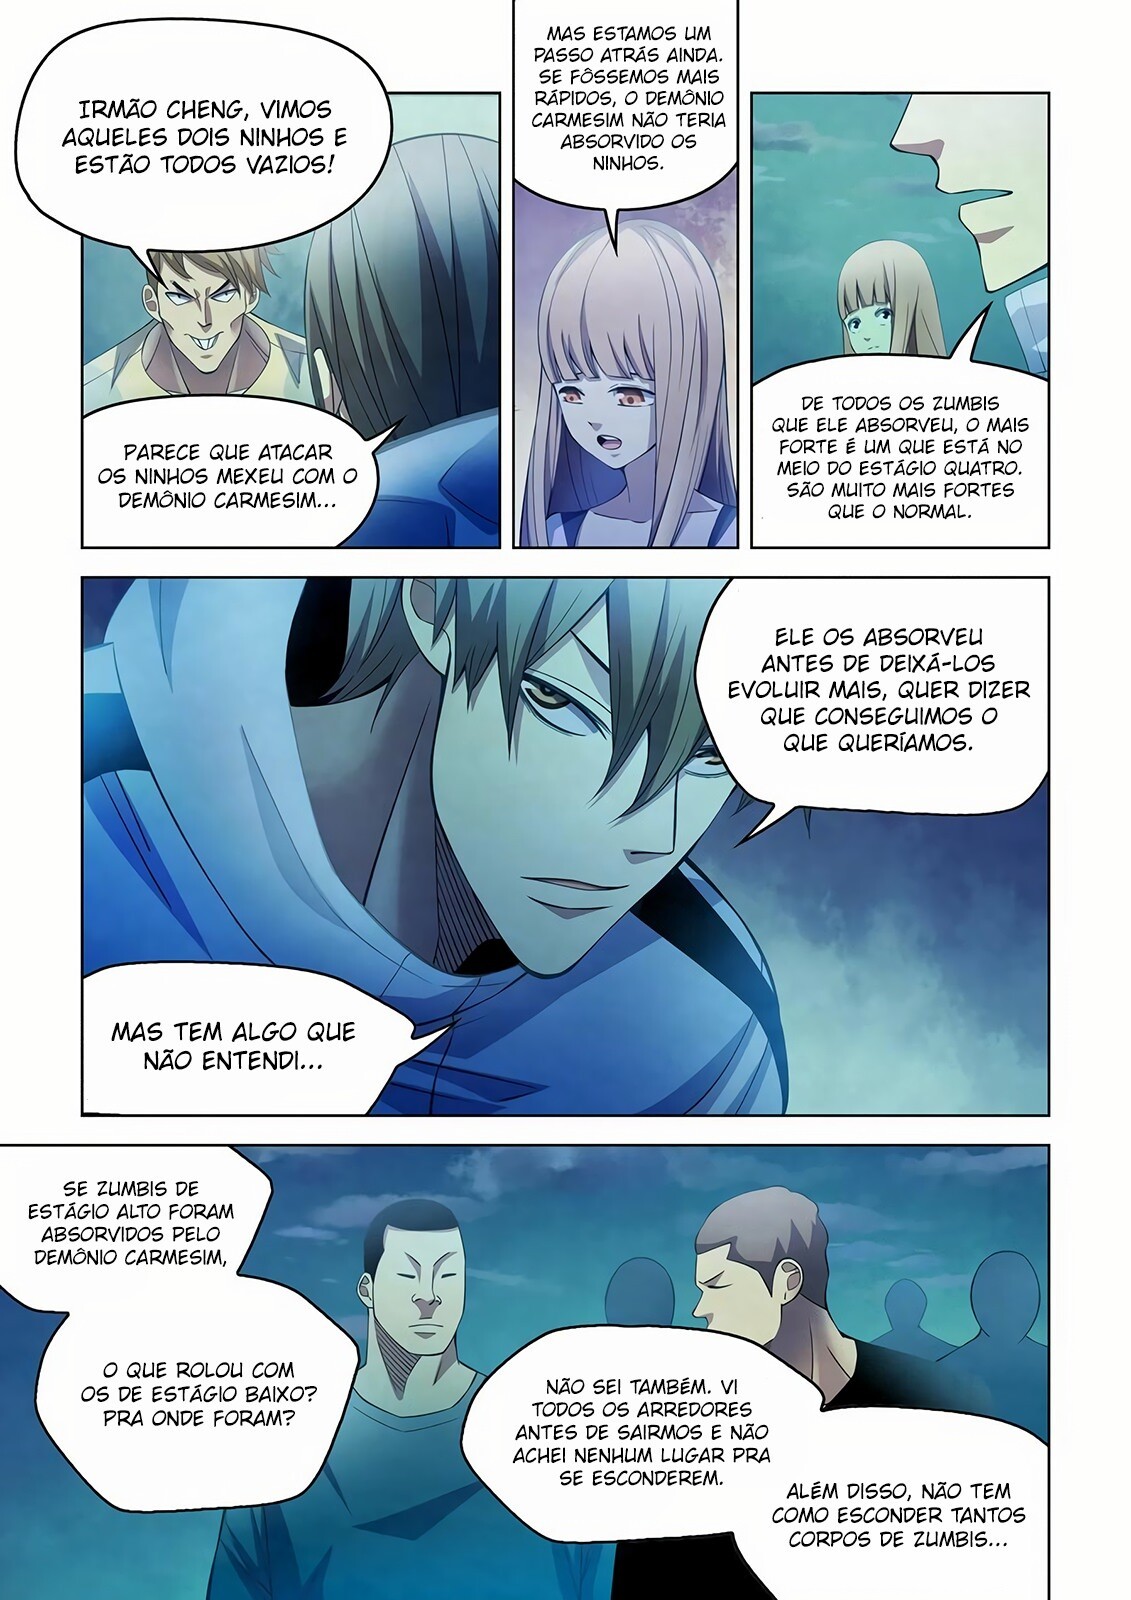 IRMÃO CHENG, VIMOS
AQUELES DOIS NINHOS E
ESTÃO TODOS VAZIOS!
PARECE QUE ATACAR
OS NINHOS MEXEU COM O
DEMÔNIO CARMESIM...
MAS ESTAMOS UM
PASSO ATRÁS AINDA.
SE FÔSSEMOS MAIS
RÁPIDOS, O DEMÔNIO
CARMESIM NÃO TERIA
ABSORVIDO OS
NINHOS.
DE TODOS OS ZUMBIS
QUE ELE ABSORVEU, O MAIS
FORTE É UM QUE ESTÁ NO
MEIO DO ESTÁGIO QUATRO.
SÃO MUITO MAIS FORTES
QUE O NORMAL.
ELE OS ABSORVEU
ANTES DE DEIXÁ-LOS
EVOLUIR MAIS, QUER DIZER
QUE CONSEGUIMOS O
QUE QUERÍAMOS.
MAS TEM ALGO QUE
NÃO ENTENDI...
SE ZUMBIS DE
ESTÁGIO ALTO FORAM
ABSORVIDOS PELO
DEMÔNIO CARMESIM,
O QUE ROLOU COM
OS DE ESTÁGIO BAIXO?
PRA ONDE FORAM?
NÃO SEI TAMBÉM. VI
TODOS OS ARREDORES
ANTES DE SAIRMOS E NÃO
ACHEI NENHUM LUGAR PRA
SE ESCONDEREM.
ALÉM DISSO, NÃO TEM
COMO ESCONDER TANTOS
CORPOS DE ZUMBIS...